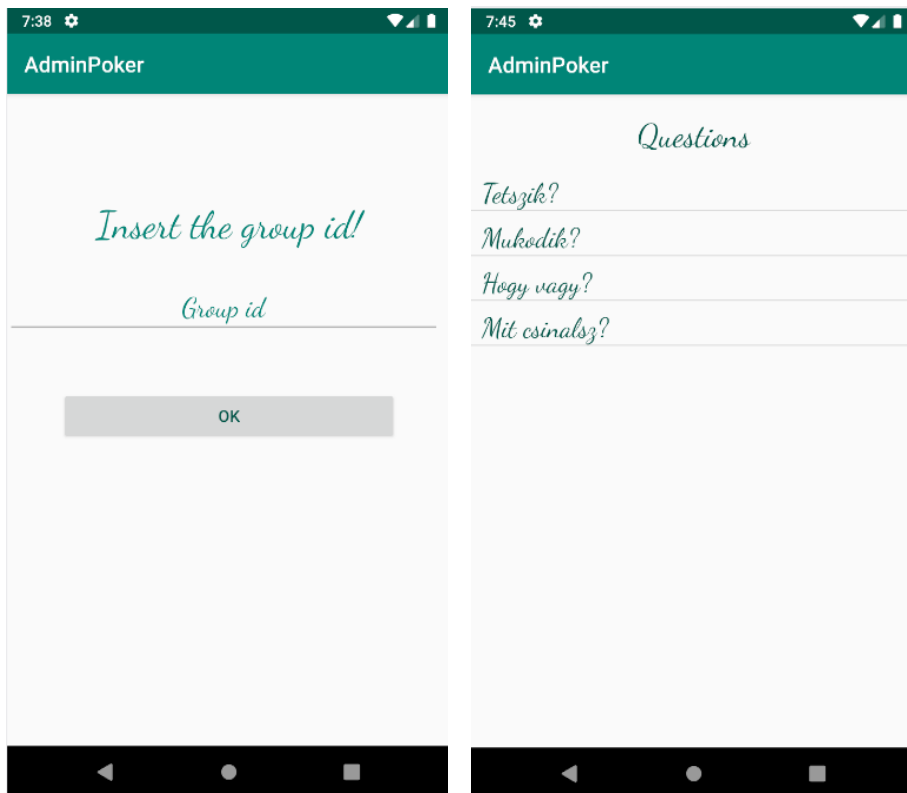 7:38
AdminPoker
Insert the group id!
Group id
OK
7:45
AdminPoker
Questions
Tetszik?
Mukodik?
Hogy vagy?
Mit csinalsz?